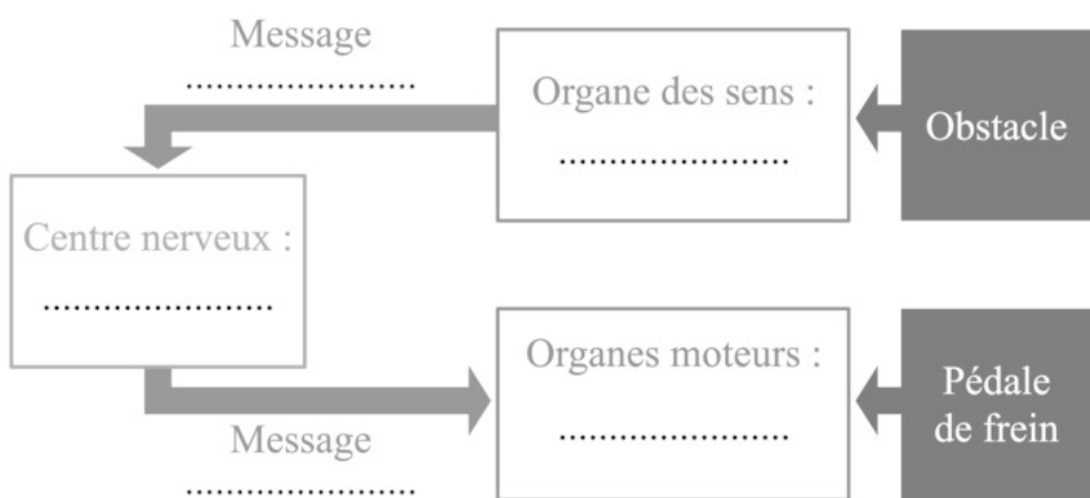 Message
......................
Organe des sens :
......................
Obstacle
Centre nerveux :
......................
Organes moteurs :
......................
Pédale
de frein
Message
......................